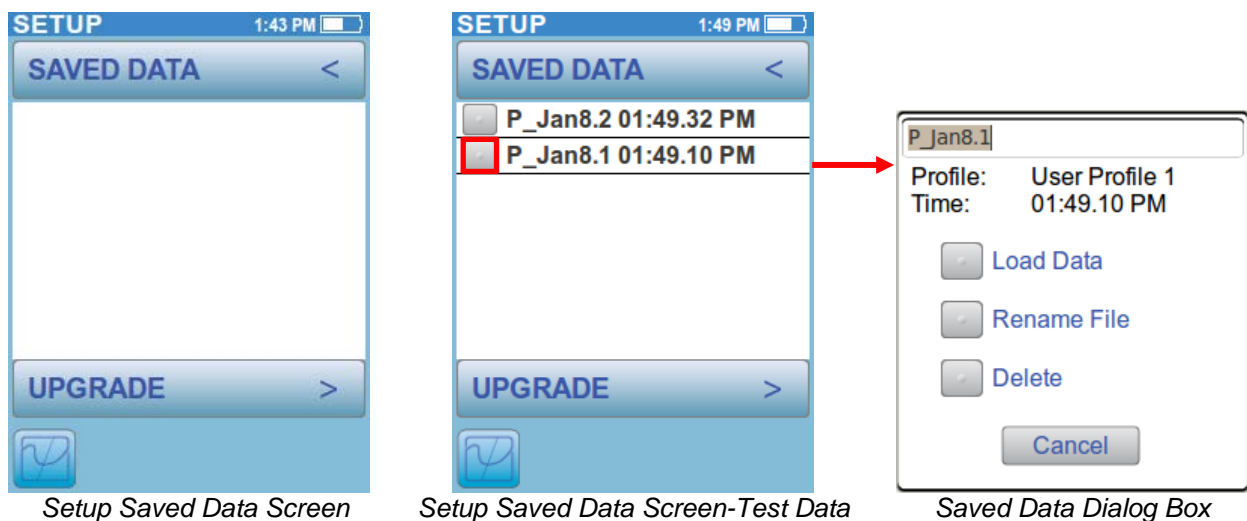 SETUP 1:43 PM
SAVED DATA <
UPGRADE >
Setup Saved Data Screen
SETUP 1:49 PM
SAVED DATA <
P_Jan8.2 01:49.32 PM
P_Jan8.1 01:49.10 PM
UPGRADE >
Setup Saved Data Screen-Test Data
P_Jan8.1
Profile: User Profile 1
Time: 01:49.10 PM
Load Data
Rename File
Delete
Cancel
Saved Data Dialog Box